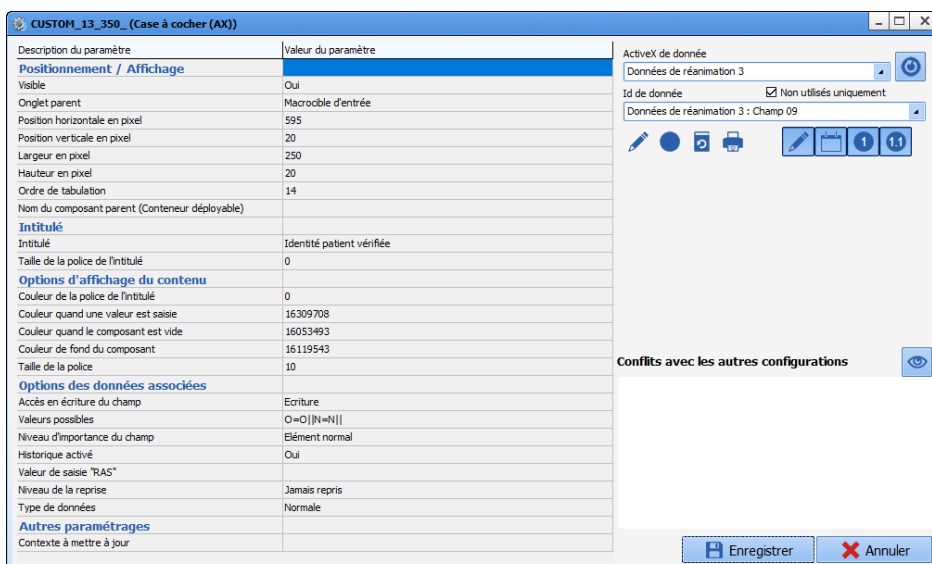 CUSTOM_13_350_ (Case à cocher (AX))
Description du paramètre Valeur du paramètre
Positionnement / Affichage
Visible Oui
Onglet parent Macrocible d'entrée
Position horizontale en pixel 595
Position verticale en pixel 20
Largeur en pixel 250
Hauteur en pixel 20
Ordre de tabulation 14
Nom du composant parent (Conteneur déployable)
Intitulé
Intitulé Identité patient vérifiée
Taille de la police de l'intitulé 0
Options d'affichage du contenu
Couleur de la police de l'intitulé 0
Couleur quand une valeur est saisie 16309708
Couleur quand le composant est vide 16053493
Couleur de fond du composant 16119543
Taille de la police 10
Options des données associées
Accès en écriture du champ Ecriture
Valeurs possibles O=O||N=N||
Niveau d'importance du champ Elément normal
Historique activé Oui
Valeur de saisie "RAS"
Niveau de la reprise Jamais repris
Type de données Normale
Autres paramétrages
Contexte à mettre à jour
ActiveX de donnée
Données de réanimation 3
Id de donnée Non utilisés uniquement
Données de réanimation 3 : Champ 09
1 1.1
Conflits avec les autres configurations
Enregistrer Annuler